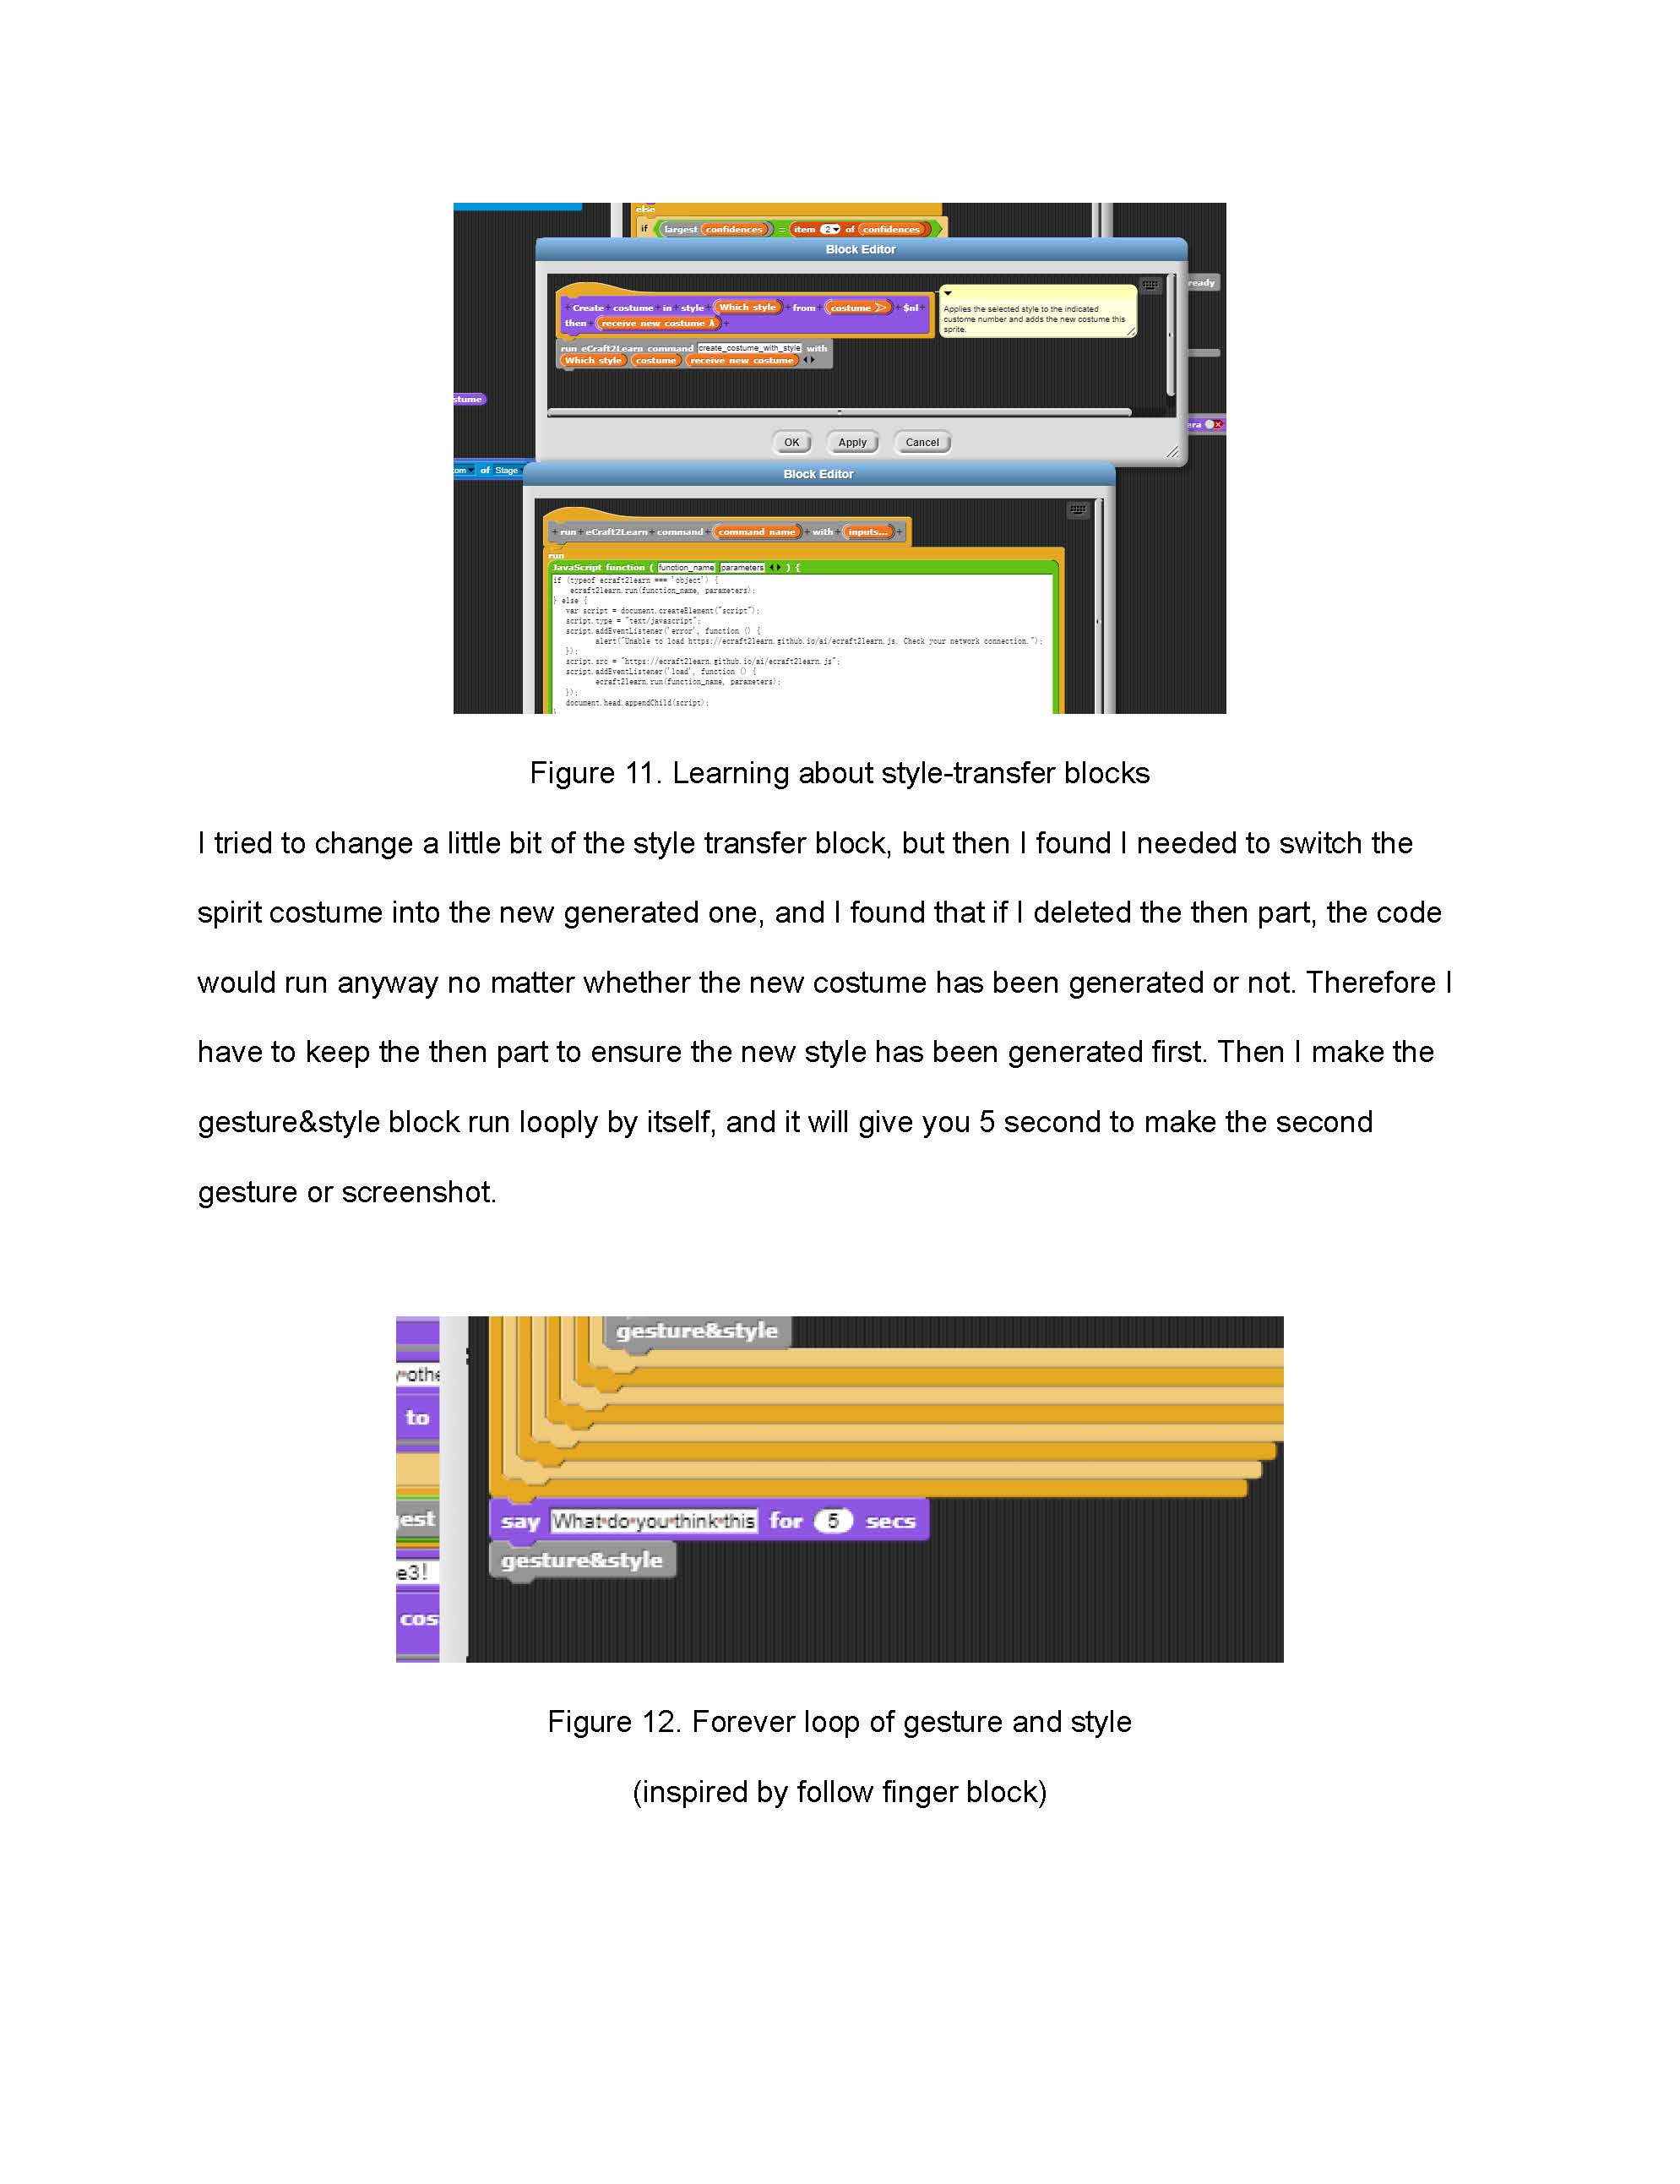 else
if largest confidences = item 2 of confidences
Block Editor
ready
Create costume in style Which style from costume $nl
then receive new costume λ
Applies the selected style to the indicated
custome number and adds the new costume this
sprite.
run eCraft2Learn command create_costume_with_style with
Which style costume receive new costume
stume
era
OK Apply Cancel
om of Stage
Block Editor
run eCraft2Learn command command name with inputs...
run
JavaScript function ( function_name parameters ) {
if (typeof ecraft2learn === 'object') {
ecraft2learn.run(function_name, parameters);
} else {
var script = document.createElement("script");
script.type = "text/javascript";
script.addEventListener('error', function () {
alert("Unable to load https://ecraft2learn.github.io/ai/ecraft2learn.js. Check your network connection.");
});
script.src = "https://ecraft2learn.github.io/ai/ecraft2learn.js";
script.addEventListener('load', function () {
ecraft2learn.run(function_name, parameters);
});
document.head.appendChild(script);
Figure 11. Learning about style-transfer blocks
I tried to change a little bit of the style transfer block, but then I found I needed to switch the
spirit costume into the new generated one, and I found that if I deleted the then part, the code
would run anyway no matter whether the new costume has been generated or not. Therefore I
have to keep the then part to ensure the new style has been generated first. Then I make the
gesture&style block run looply by itself, and it will give you 5 second to make the second
gesture or screenshot.
gesture&style
othe
to
say What do you think this for 5 secs
gest
gesture&style
e3!
cos
Figure 12. Forever loop of gesture and style
(inspired by follow finger block)